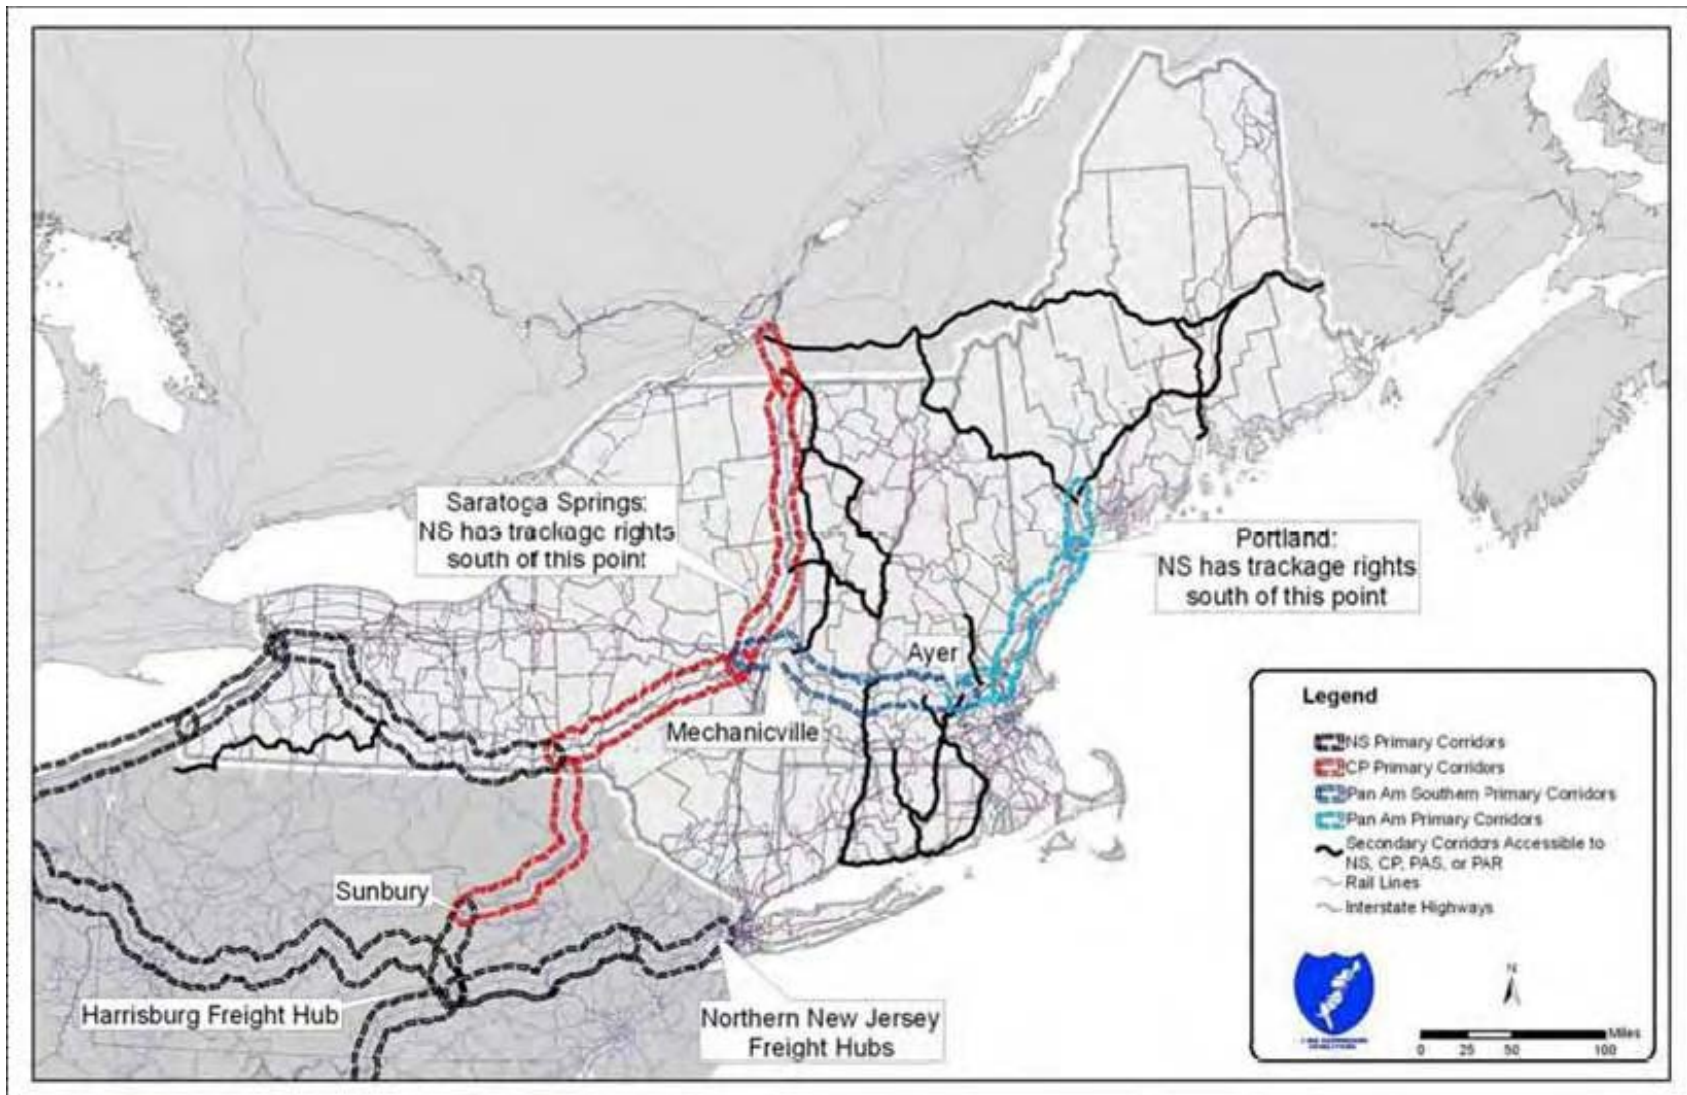 Saratoga Springs:
NS has trackage rights
south of this point
Portland:
NS has trackage rights
south of this point
Ayer
Mechanicville
Sunbury
Harrisburg Freight Hub
Northern New Jersey
Freight Hubs
Legend
NS Primary Corridors
CP Primary Corridors
Pan Am Southern Primary Corridors
Pan Am Primary Corridors
Secondary Corridors Accessible to
NS, CP, PAS, or PAR
Rail Lines
Interstate Highways
N
Miles
0 25 50 100